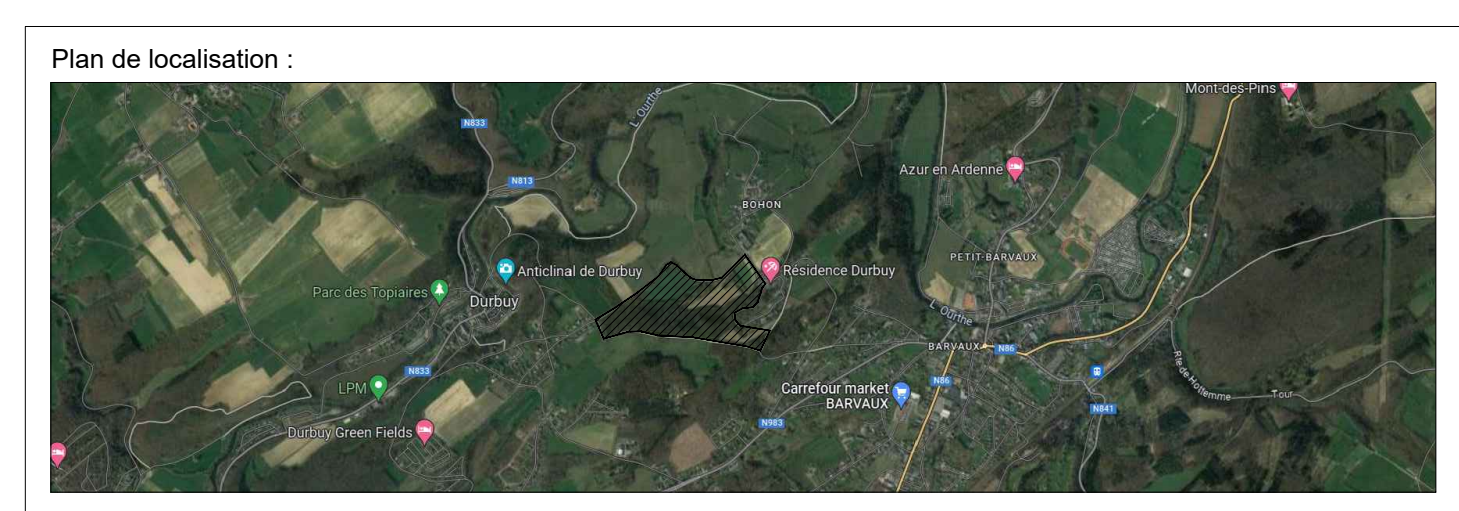 Plan de localisation :
Mont-des-Pins
L' Ourthe
N833
Azur en Ardenne
N813
BOHON
PETIT-BARVAUX
Anticlinal de Durbuy
Résidence Durbuy
Parc des Topiaires
Durbuy
L' Ourthe
BARVAUX
N86
N833
LPM
Carrefour market
BARVAUX
N86
Rte de Hottemme
Tour
N841
N983
Durbuy Green Fields